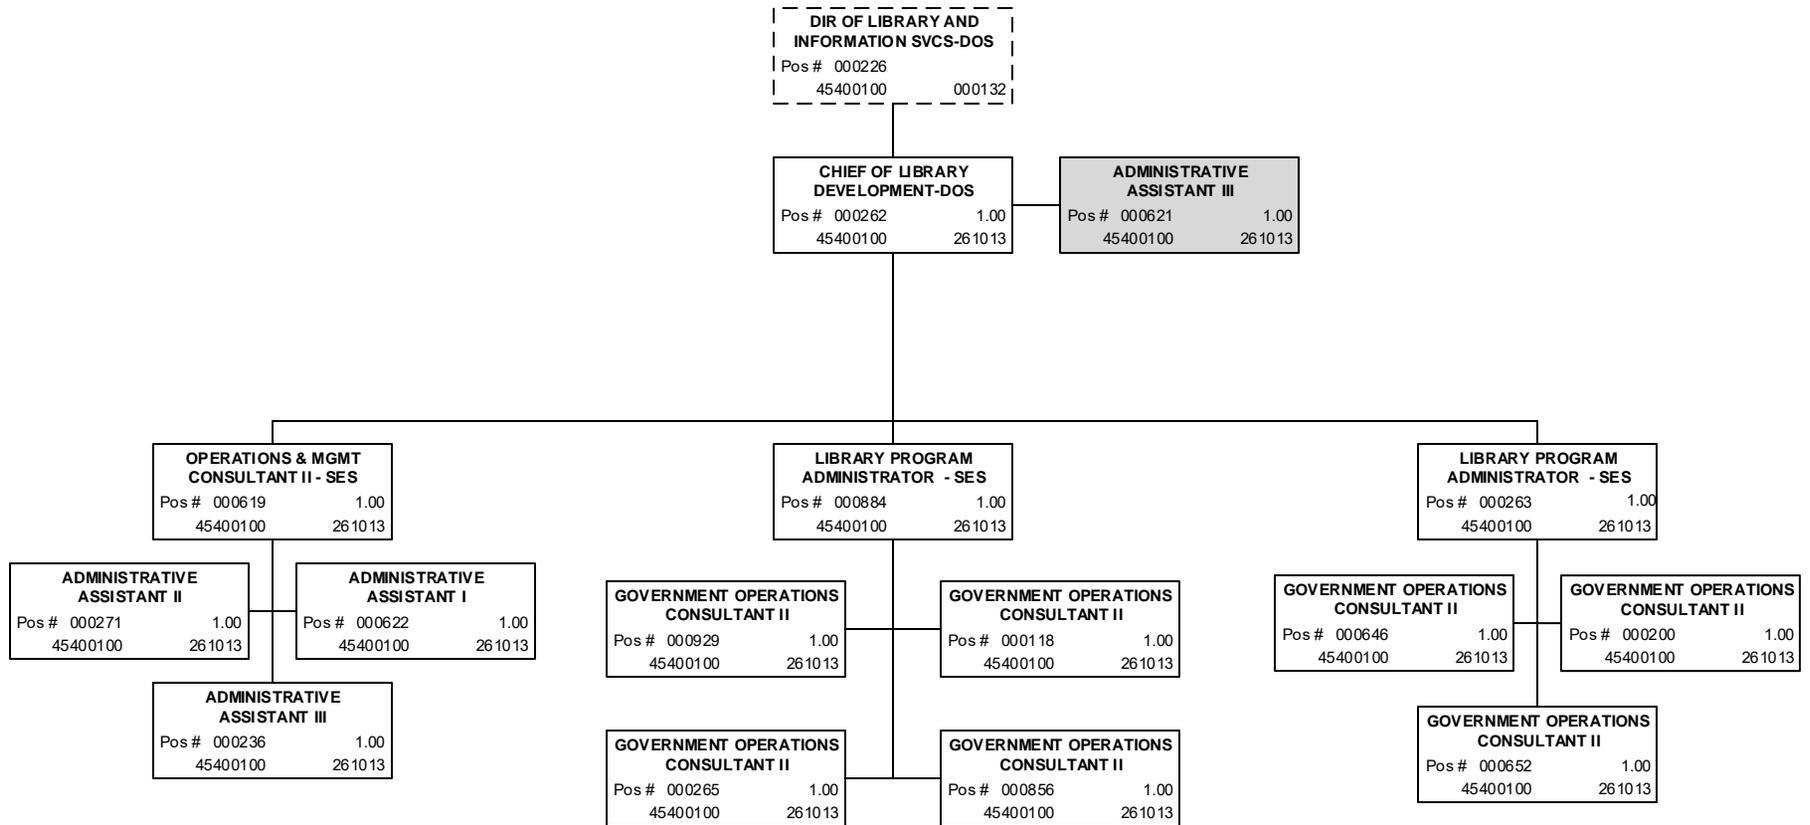 DIR OF LIBRARY AND
INFORMATION SVCS-DOS
Pos # 000226
45400100 000132
CHIEF OF LIBRARY
DEVELOPMENT-DOS
Pos # 000262 1.00
45400100 261013
ADMINISTRATIVE
ASSISTANT III
Pos # 000621 1.00
45400100 261013
OPERATIONS & MGMT
CONSULTANT II - SES
Pos # 000619 1.00
45400100 261013
ADMINISTRATIVE
ASSISTANT II
Pos # 000271 1.00
45400100 261013
ADMINISTRATIVE
ASSISTANT I
Pos # 000622 1.00
45400100 261013
ADMINISTRATIVE
ASSISTANT III
Pos # 000236 1.00
45400100 261013
LIBRARY PROGRAM
ADMINISTRATOR - SES
Pos # 000884 1.00
45400100 261013
GOVERNMENT OPERATIONS
CONSULTANT II
Pos # 000929 1.00
45400100 261013
GOVERNMENT OPERATIONS
CONSULTANT II
Pos # 000118 1.00
45400100 261013
GOVERNMENT OPERATIONS
CONSULTANT II
Pos # 000265 1.00
45400100 261013
GOVERNMENT OPERATIONS
CONSULTANT II
Pos # 000856 1.00
45400100 261013
LIBRARY PROGRAM
ADMINISTRATOR - SES
Pos # 000263 1.00
45400100 261013
GOVERNMENT OPERATIONS
CONSULTANT II
Pos # 000646 1.00
45400100 261013
GOVERNMENT OPERATIONS
CONSULTANT II
Pos # 000200 1.00
45400100 261013
GOVERNMENT OPERATIONS
CONSULTANT II
Pos # 000652 1.00
45400100 261013